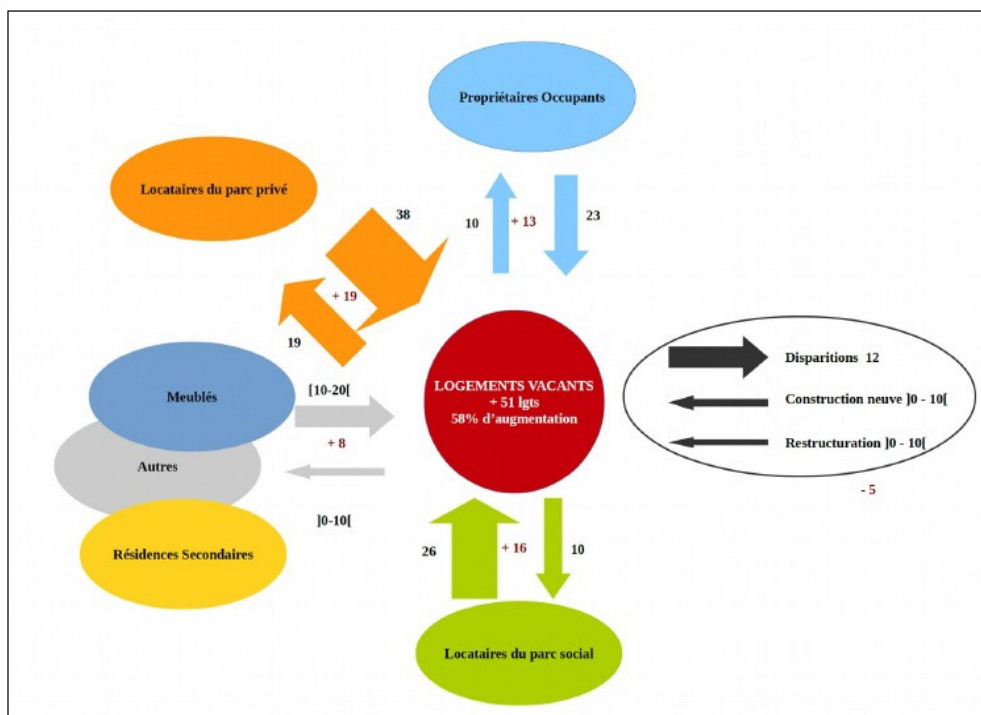 Propriétaires Occupants
Locataires du parc privé
38
10
+ 13
23
+ 19
19
Meublés
[10-20[
+ 8
Autres
]0-10[
Résidences Secondaires
LOGEMENTS VACANTS
+ 51 lgts
58% d’augmentation
Disparitions 12
Construction neuve ]0 - 10[
Restructuration ]0 - 10[
- 5
26
+ 16
10
Locataires du parc social